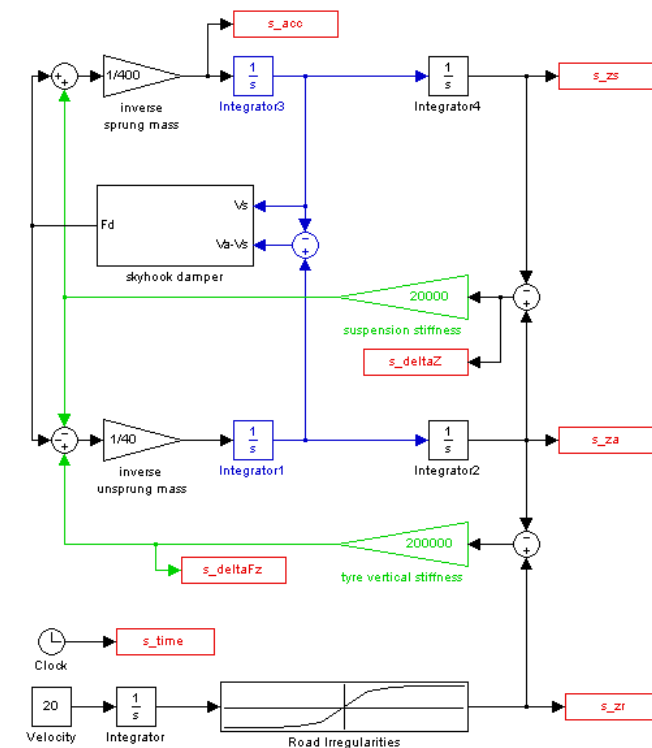 s_acc
+
+
1/400
1
s
1
s
s_zs
inverse
sprung mass
Integrator3
Integrator4
Vs
Fd
Va-Vs
−
+
skyhook damper
20000
−
+
suspension stiffness
s_deltaZ
−
−
+
1/40
1
s
1
s
s_za
inverse
unsprung mass
Integrator1
Integrator2
200000
−
+
s_deltaFz
tyre vertical stiffness
s_time
Clock
20
1
s
s_zr
Velocity
Integrator
Road Irregularities